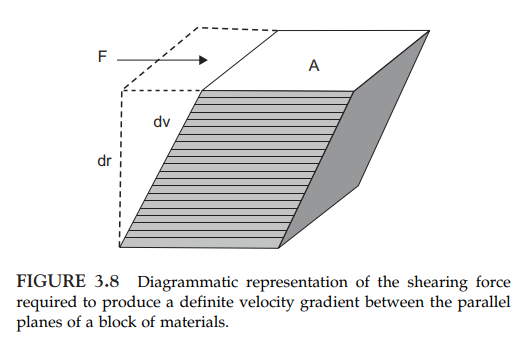 F
A
dv
dr
FIGURE 3.8 Diagrammatic representation of the shearing force
required to produce a definite velocity gradient between the parallel
planes of a block of materials.